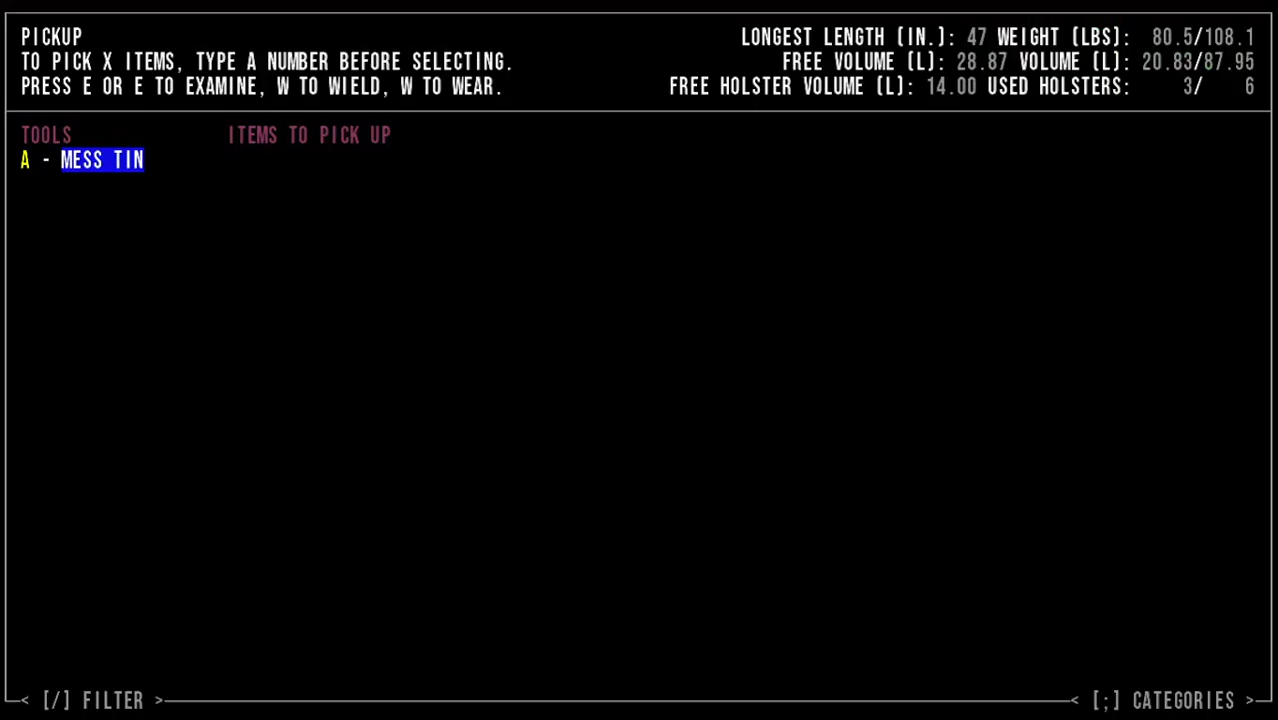 PICKUP
LONGEST LENGTH (IN.): 47 WEIGHT (LBS): 80.5/108.1
TO PICK X ITEMS, TYPE A NUMBER BEFORE SELECTING.
FREE VOLUME (L): 28.87 VOLUME (L): 20.83/87.95
PRESS E OR E TO EXAMINE, W TO WIELD, W TO WEAR.
FREE HOLSTER VOLUME (L): 14.00 USED HOLSTERS: 3/ 6
TOOLS ITEMS TO PICK UP
A - MESS TIN
< [/] FILTER >
< [;] CATEGORIES >